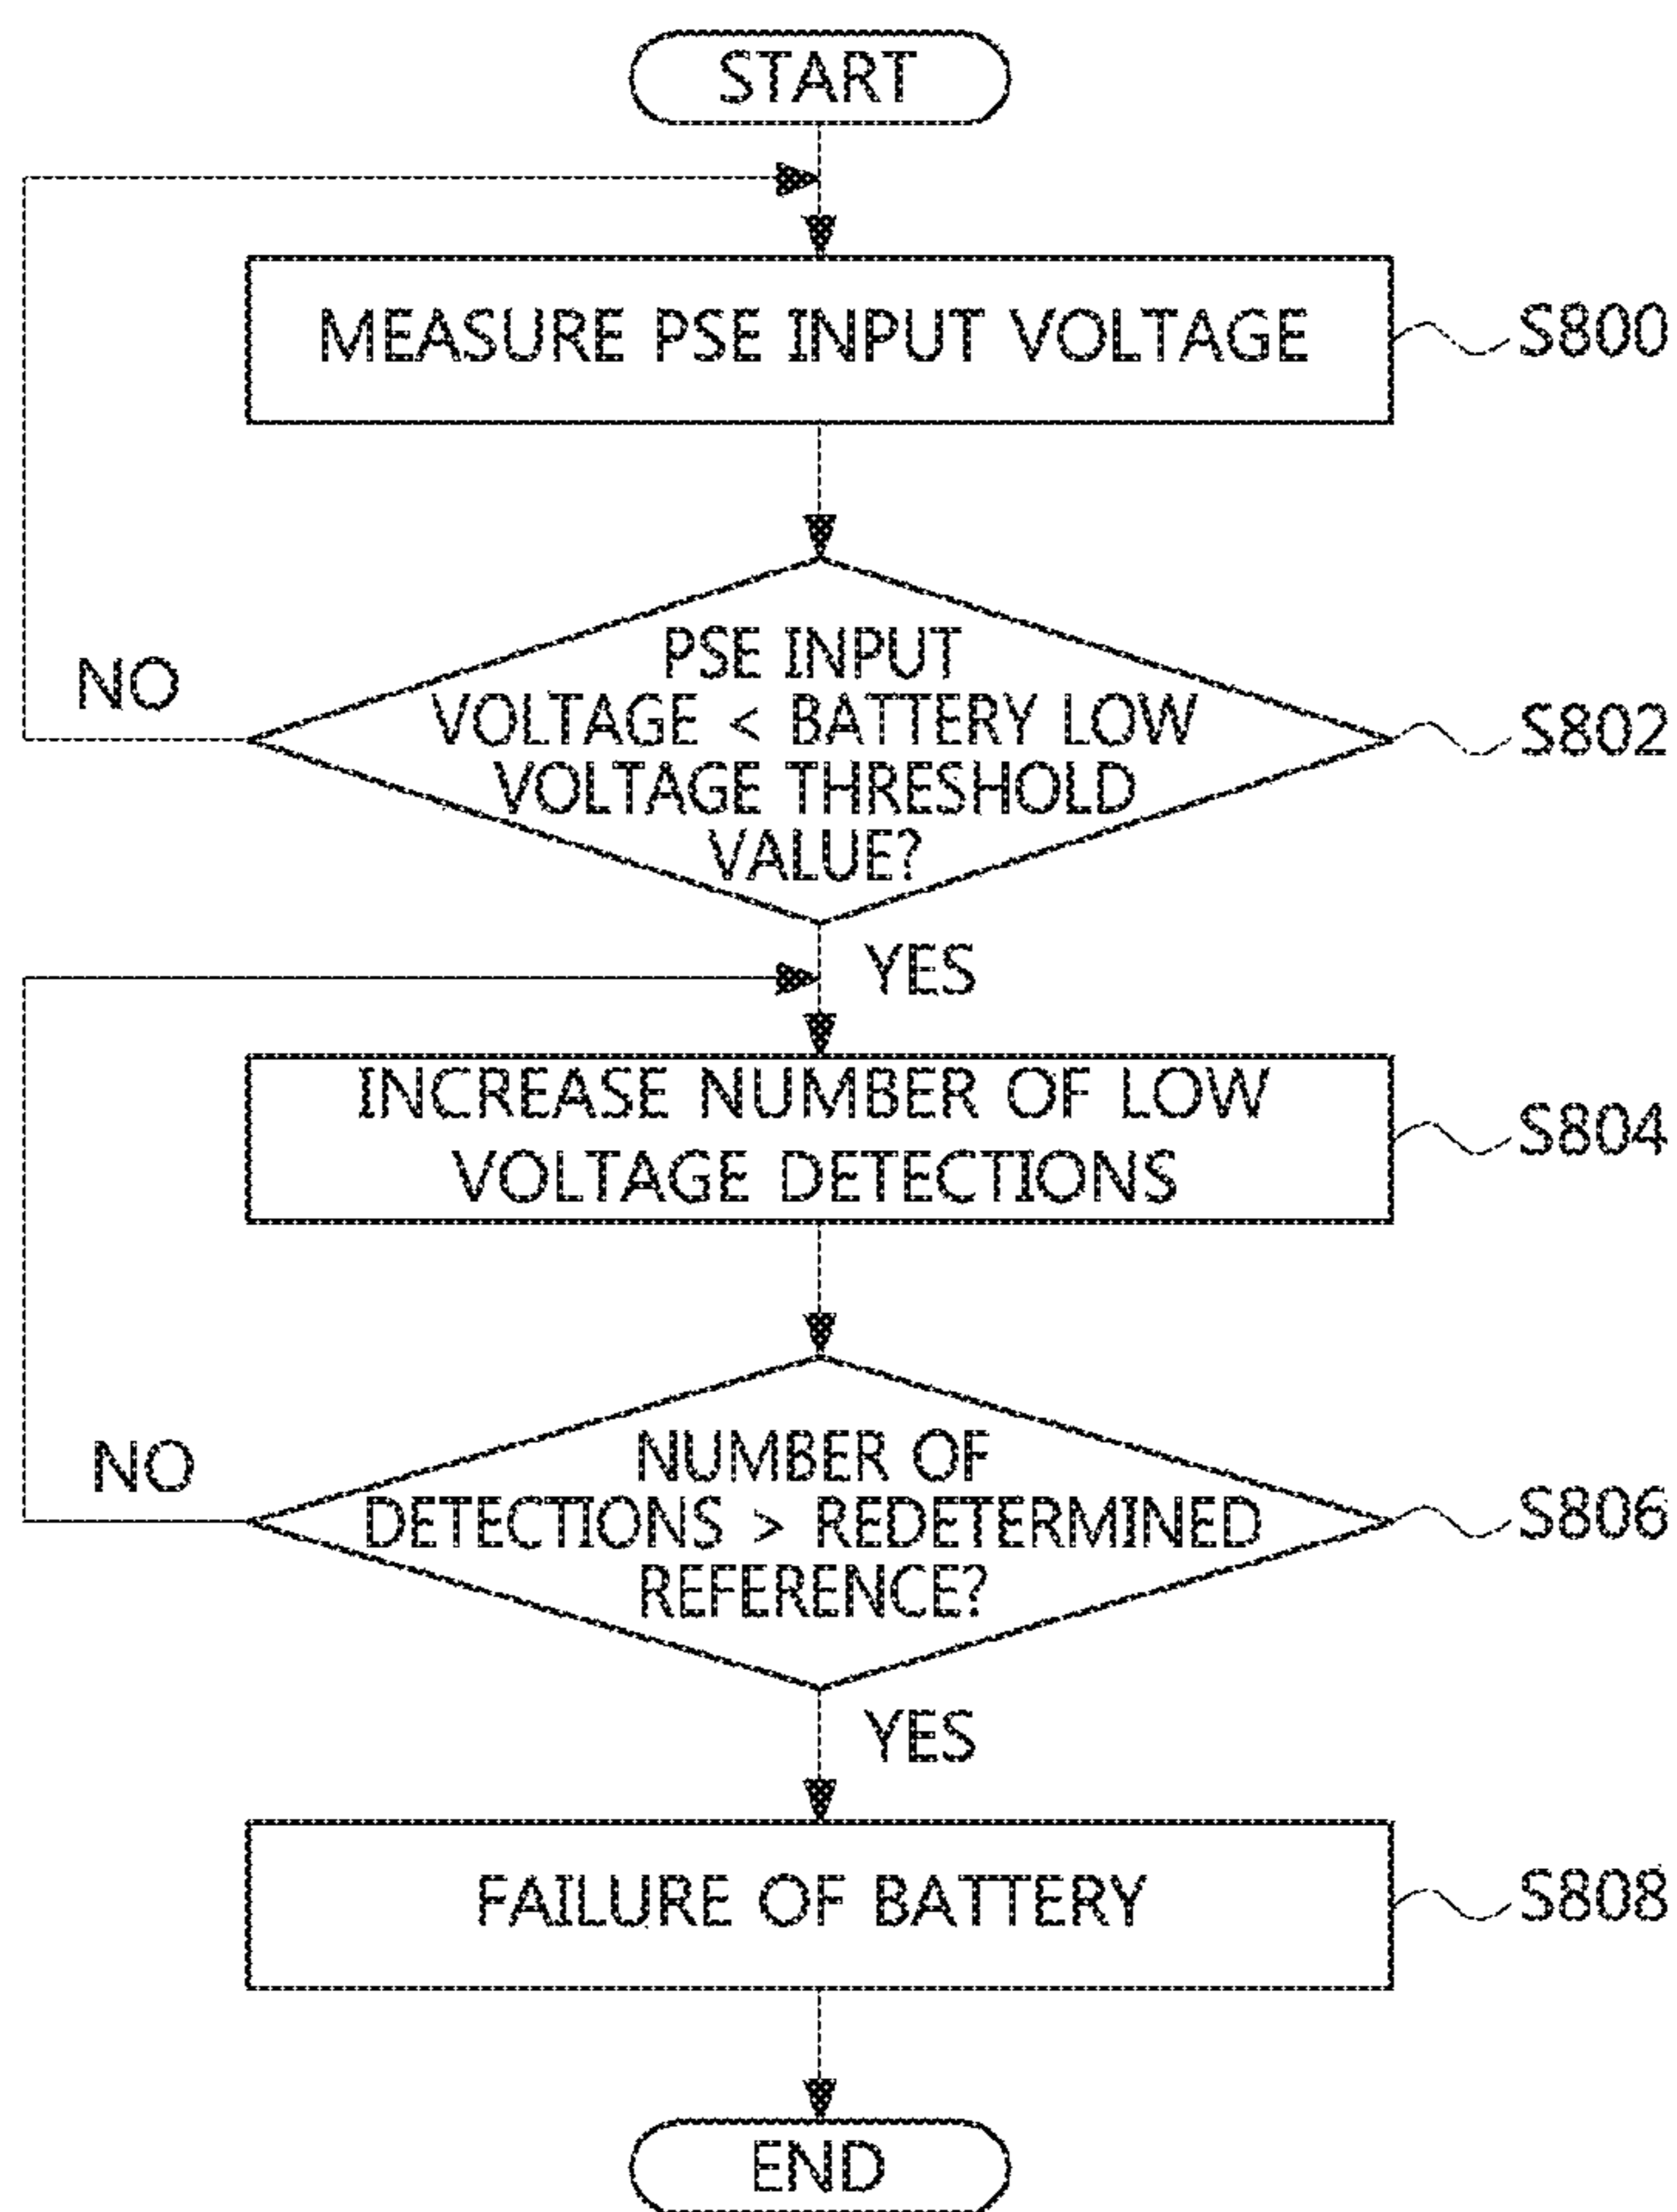 START
MEASURE PSE INPUT VOLTAGE
S800
PSE INPUT
VOLTAGE < BATTERY LOW
VOLTAGE THRESHOLD
VALUE?
S802
NO
YES
INCREASE NUMBER OF LOW
VOLTAGE DETECTIONS
S804
NUMBER OF
DETECTIONS > REDETERMINED
REFERENCE?
S806
NO
YES
FAILURE OF BATTERY
S808
END